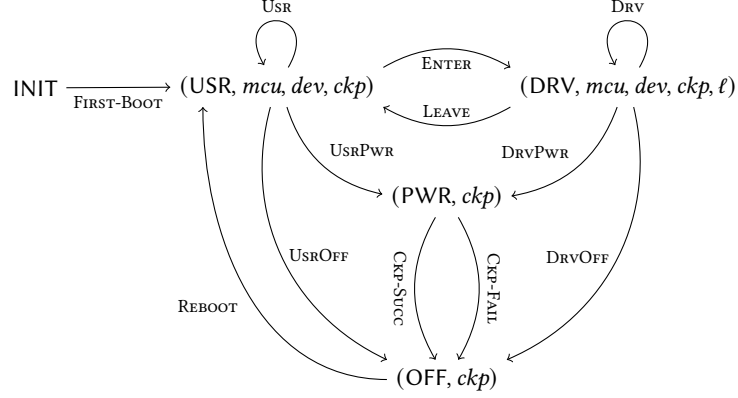 Usr
Drv
INIT
First-Boot
(USR, mcu, dev, ckp)
Enter
Leave
(DRV, mcu, dev, ckp, ℓ)
UsrPwr
DrvPwr
(PWR, ckp)
UsrOff
Ckp-Succ
Ckp-Fail
DrvOff
Reboot
(OFF, ckp)